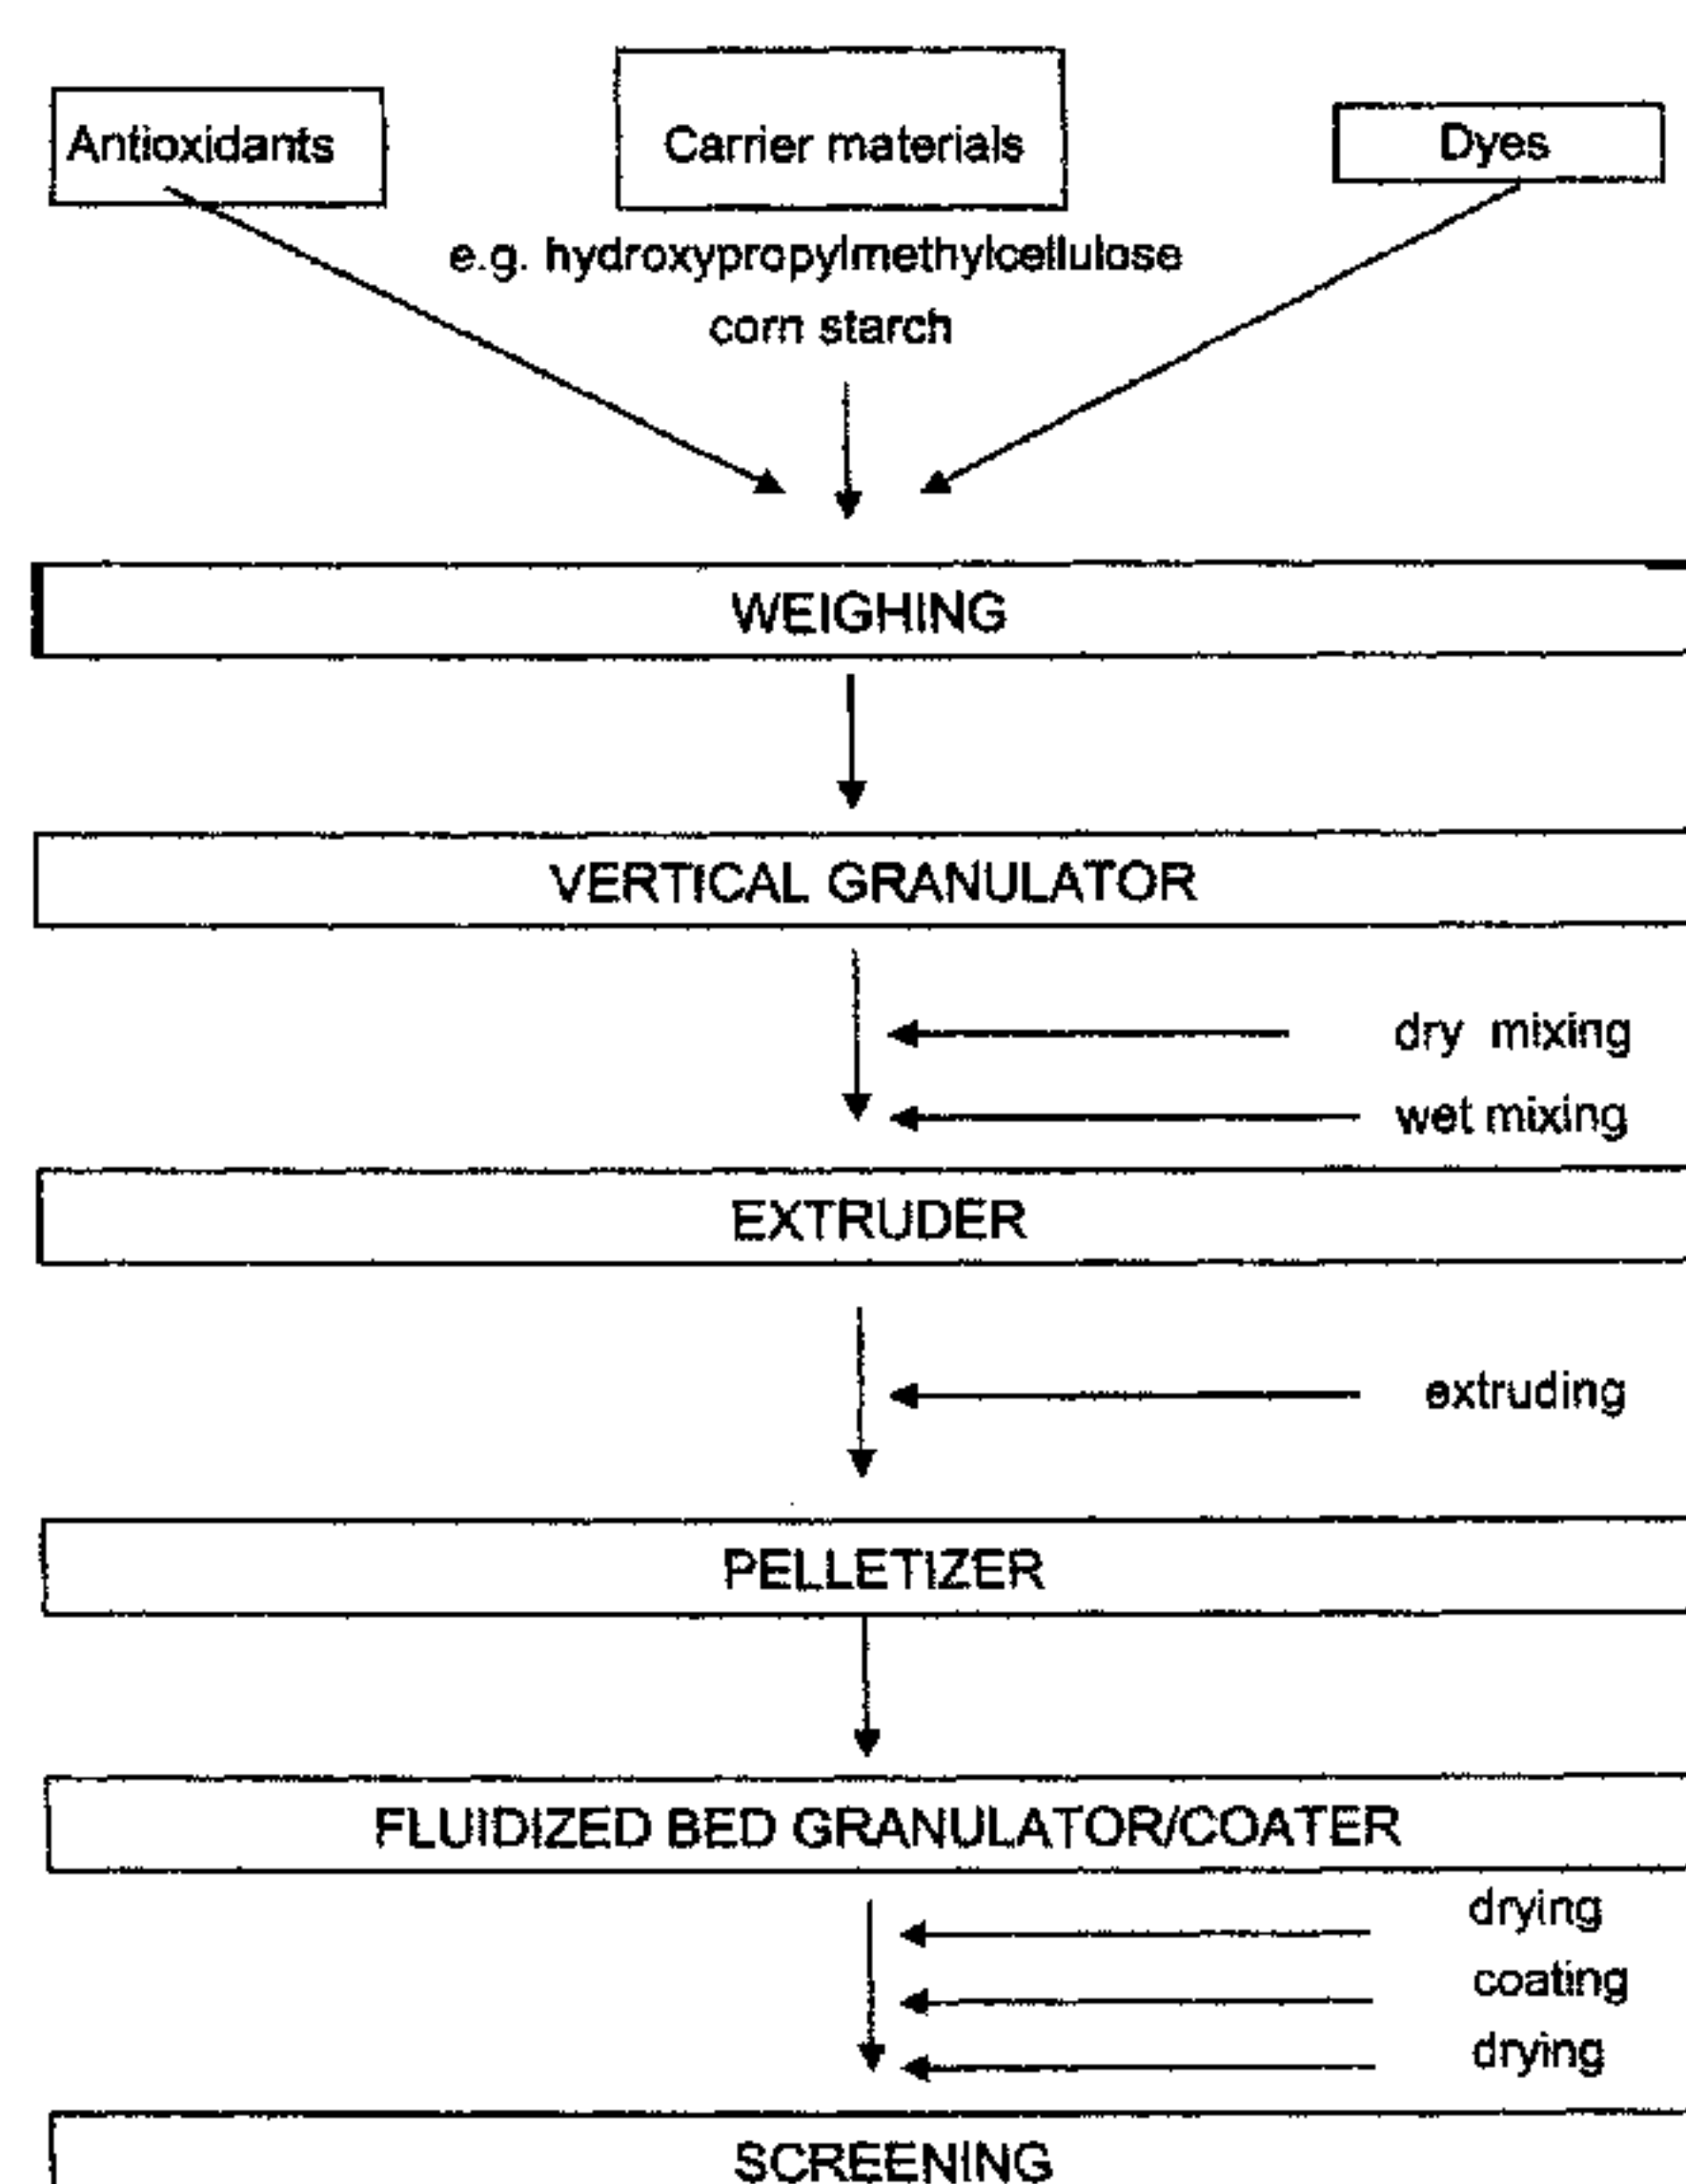 Antioxidants
Carrier materials
Dyes
e.g. hydroxypropylmethylcellulose
corn starch
WEIGHING
VERTICAL GRANULATOR
dry mixing
wet mixing
EXTRUDER
extruding
PELLETIZER
FLUIDIZED BED GRANULATOR/COATER
drying
coating
drying
SCREENING